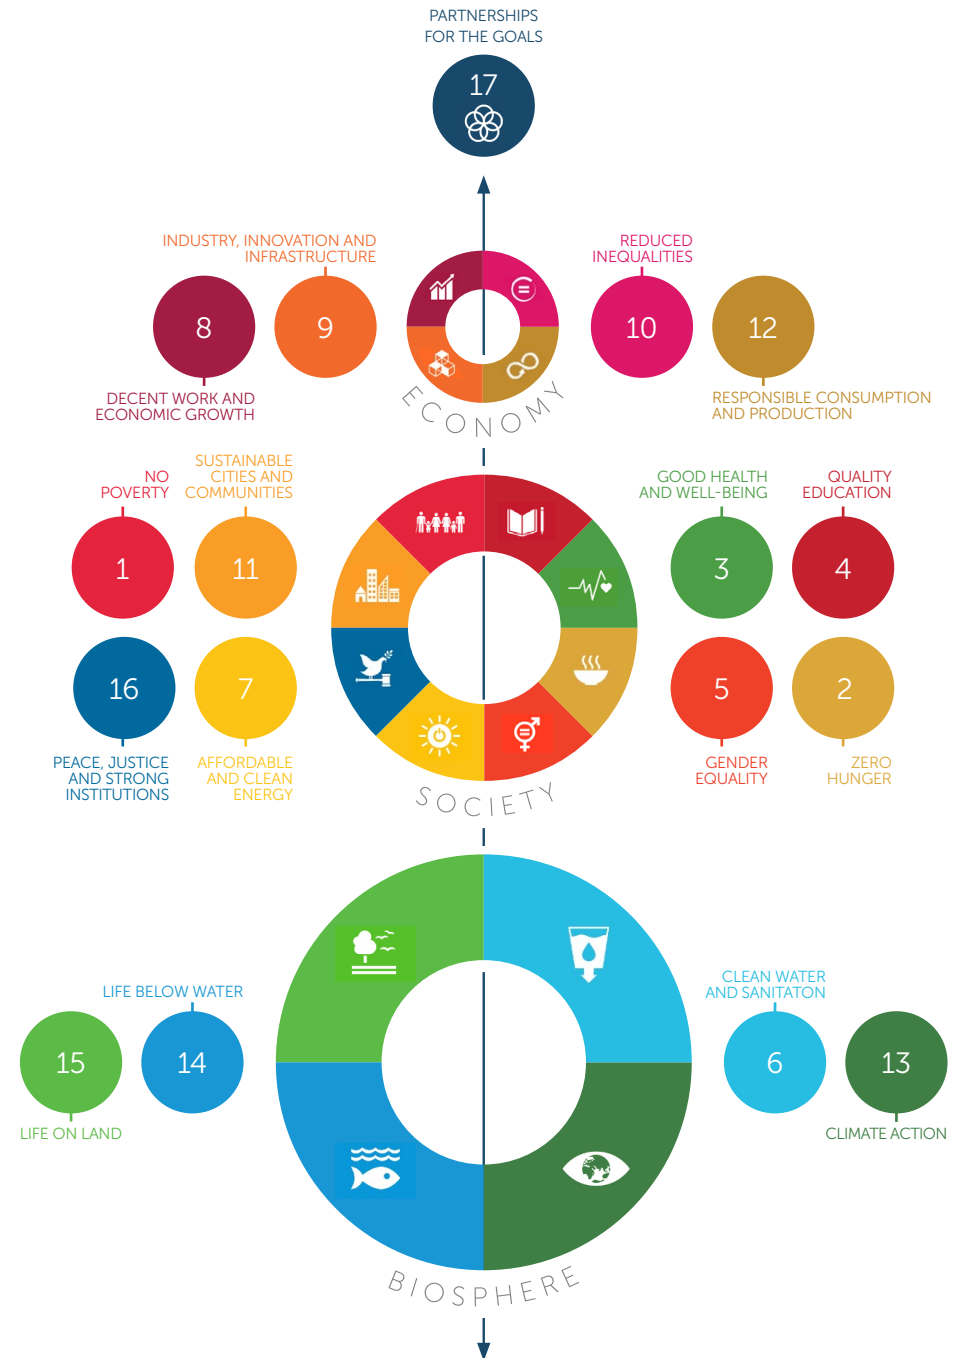 PARTNERSHIPS
FOR THE GOALS
17
INDUSTRY, INNOVATION AND
INFRASTRUCTURE
REDUCED
INEQUALITIES
8
9
10
12
DECENT WORK AND
ECONOMIC GROWTH
RESPONSIBLE CONSUMPTION
AND PRODUCTION
ECONOMY
NO
POVERTY
SUSTAINABLE
CITIES AND
COMMUNITIES
GOOD HEALTH
AND WELL-BEING
QUALITY
EDUCATION
1
11
3
4
16
7
5
2
PEACE, JUSTICE
AND STRONG
INSTITUTIONS
AFFORDABLE
AND CLEAN
ENERGY
GENDER
EQUALITY
ZERO
HUNGER
SOCIETY
LIFE BELOW WATER
CLEAN WATER
AND SANITATON
15
14
6
13
LIFE ON LAND
CLIMATE ACTION
BIOSPHERE